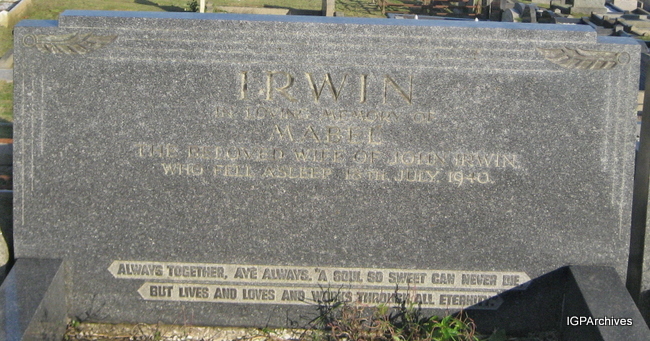 IRWIN
IN LOVING MEMORY OF
MABEL
THE BELOVED WIFE OF JOHN IRWIN
WHO FELL ASLEEP JULY 1940.
ALWAYS TOGETHER, AYE ALWAYS. "A SOUL SO SWEET CAN NEVER DIE
BUT LIVES AND LOVES AND WORKS THROUGH ALL ETERNITY
IGPArchives